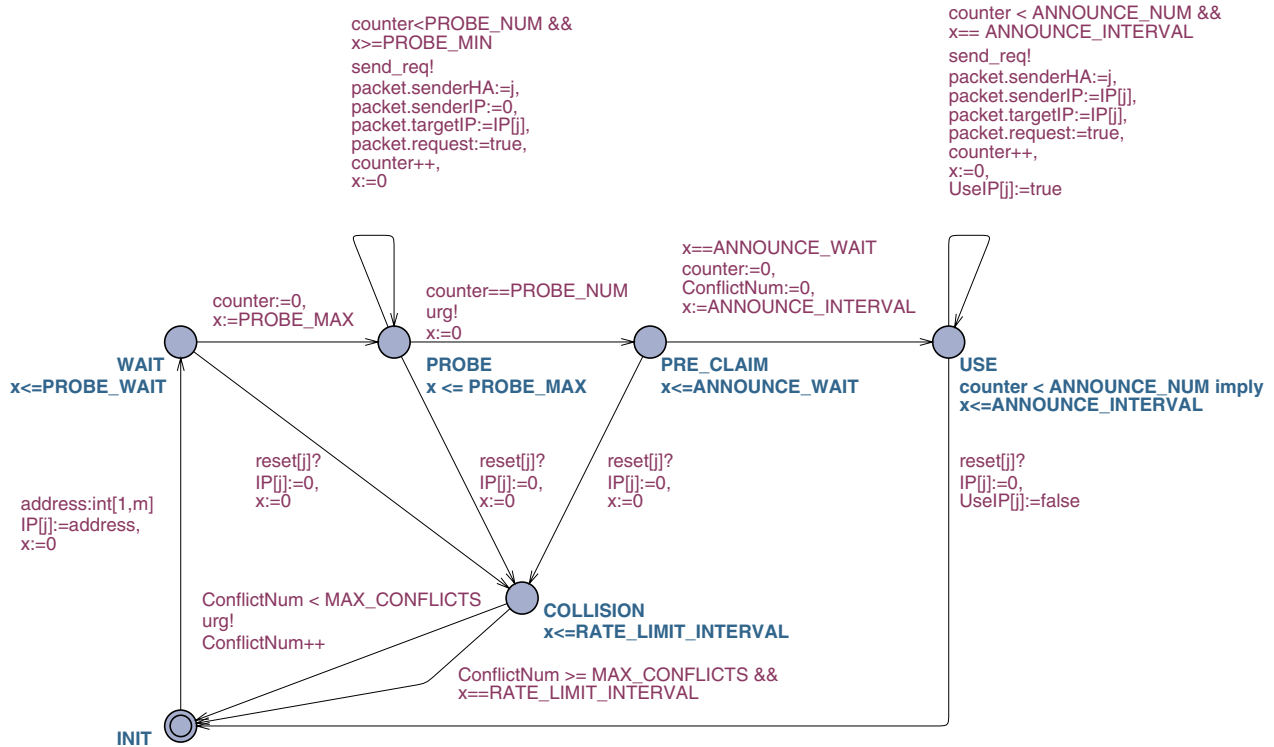 counter<PROBE_NUM &&
x>=PROBE_MIN
send_req!
packet.senderHA:=j,
packet.senderIP:=0,
packet.targetIP:=IP[j],
packet.request:=true,
counter++,
x:=0
counter < ANNOUNCE_NUM &&
x== ANNOUNCE_INTERVAL
send_req!
packet.senderHA:=j,
packet.senderIP:=IP[j],
packet.targetIP:=IP[j],
packet.request:=true,
counter++,
x:=0,
UseIP[j]:=true
counter:=0,
x:=PROBE_MAX
counter==PROBE_NUM
urg!
x:=0
x==ANNOUNCE_WAIT
counter:=0,
ConflictNum:=0,
x:=ANNOUNCE_INTERVAL
WAIT
x<=PROBE_WAIT
PROBE
x <= PROBE_MAX
PRE_CLAIM
x<=ANNOUNCE_WAIT
USE
counter < ANNOUNCE_NUM imply
x<=ANNOUNCE_INTERVAL
address:int[1,m]
IP[j]:=address,
x:=0
reset[j]?
IP[j]:=0,
x:=0
reset[j]?
IP[j]:=0,
x:=0
reset[j]?
IP[j]:=0,
x:=0
reset[j]?
IP[j]:=0,
UseIP[j]:=false
ConflictNum < MAX_CONFLICTS
urg!
ConflictNum++
COLLISION
x<=RATE_LIMIT_INTERVAL
ConflictNum >= MAX_CONFLICTS &&
x==RATE_LIMIT_INTERVAL
INIT